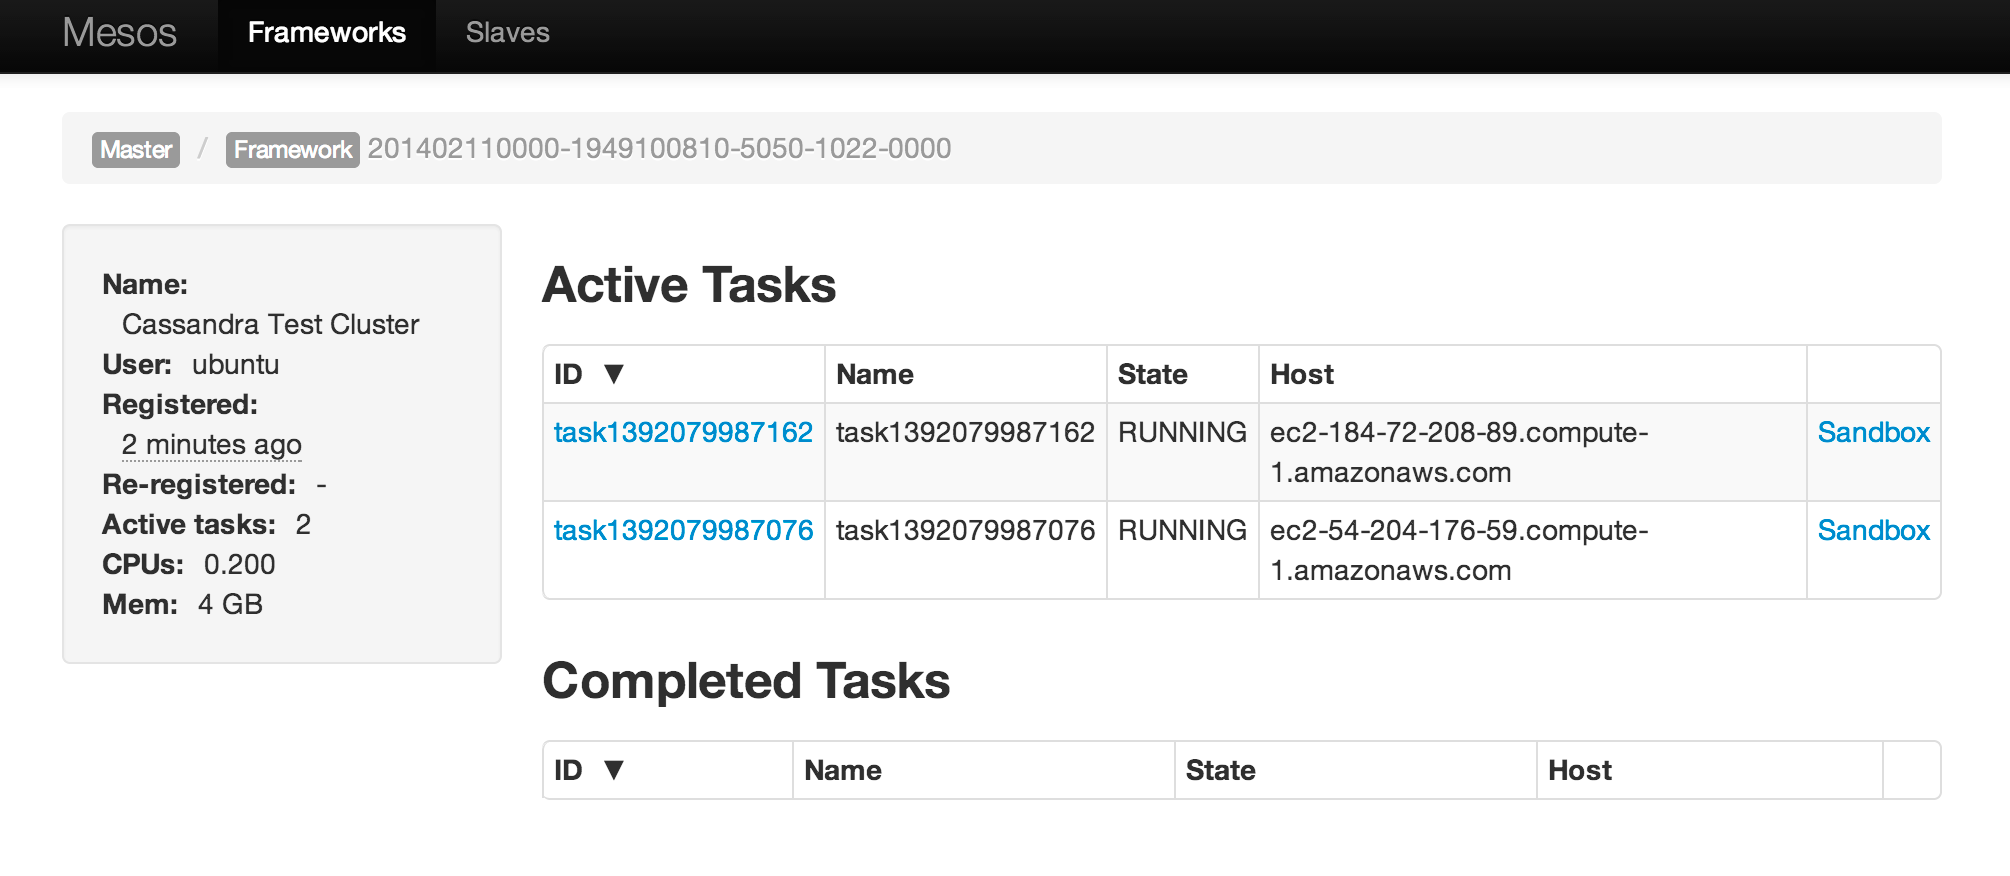 Mesos Frameworks Slaves
Master / Framework 201402110000-1949100810-5050-1022-0000
Name:
Cassandra Test Cluster
User: ubuntu
Registered:
2 minutes ago
Re-registered: -
Active tasks: 2
CPUs: 0.200
Mem: 4 GB
Active Tasks
ID ▼ Name State Host
task1392079987162 task1392079987162 RUNNING ec2-184-72-208-89.compute- Sandbox
1.amazonaws.com
task1392079987076 task1392079987076 RUNNING ec2-54-204-176-59.compute- Sandbox
1.amazonaws.com
Completed Tasks
ID ▼ Name State Host